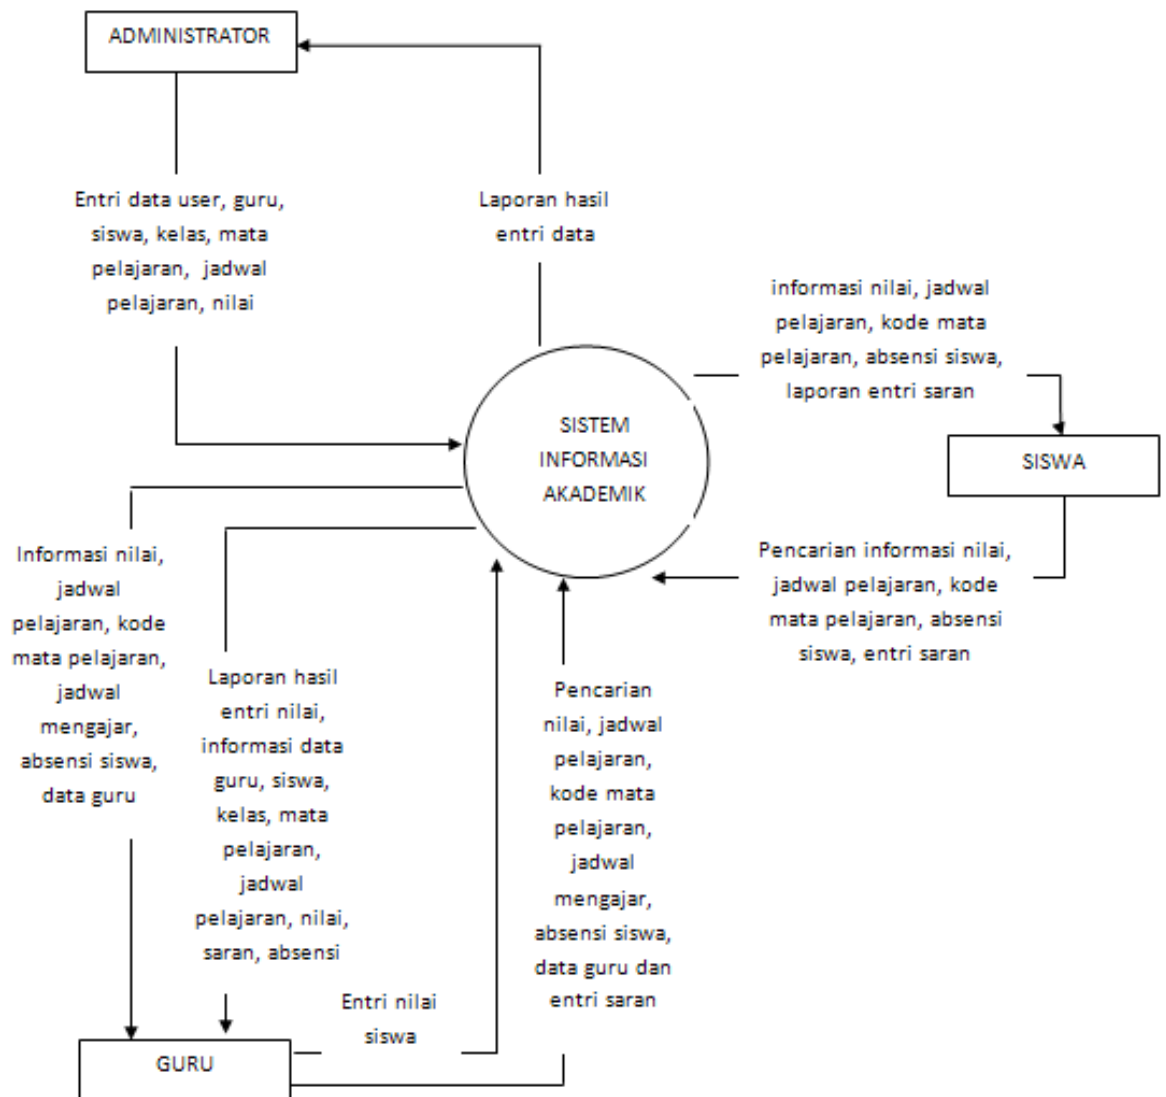 ADMINISTRATOR
Entri data user, guru,
siswa, kelas, mata
pelajaran, jadwal
pelajaran, nilai
Laporan hasil
entri data
informasi nilai, jadwal
pelajaran, kode mata
pelajaran, absensi siswa,
laporan entri saran
SISTEM
INFORMASI
AKADEMIK
SISWA
Pencarian informasi nilai,
jadwal pelajaran, kode
mata pelajaran, absensi
siswa, entri saran
Informasi nilai,
jadwal
pelajaran, kode
mata pelajaran,
jadwal
mengajar,
absensi siswa,
data guru
Laporan hasil
entri nilai,
informasi data
guru, siswa,
kelas, mata
pelajaran,
jadwal
pelajaran, nilai,
saran, absensi
Pencarian
nilai, jadwal
pelajaran,
kode mata
pelajaran,
jadwal
mengajar,
absensi siswa,
data guru dan
entri saran
Entri nilai
siswa
GURU